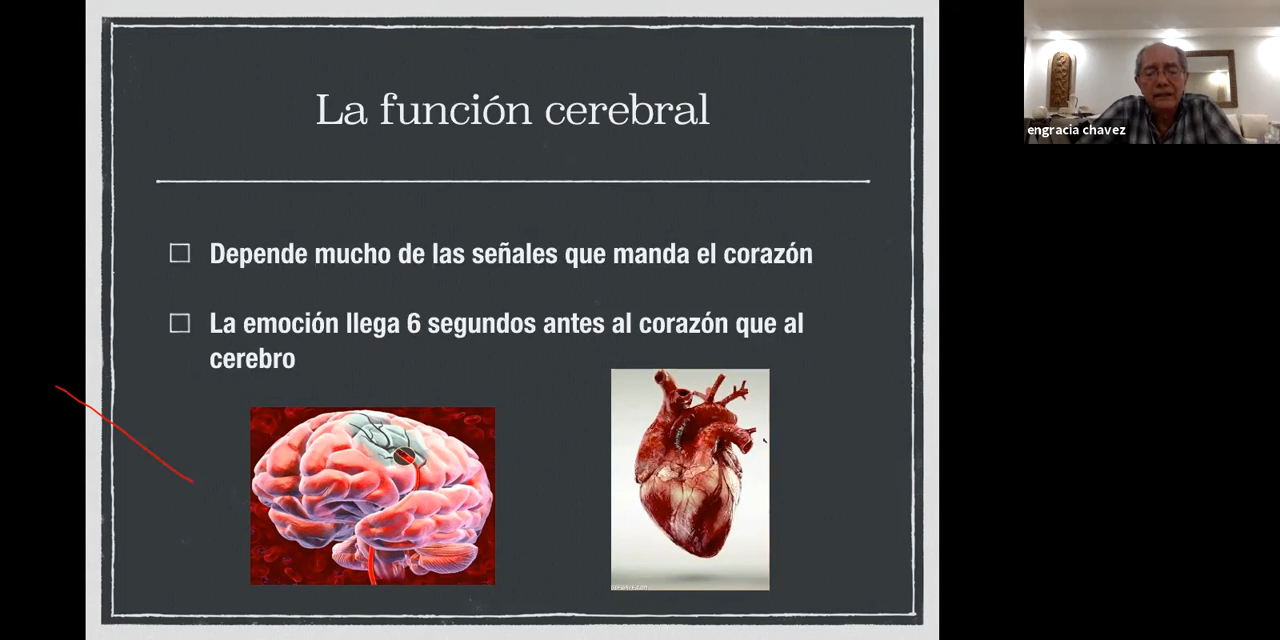 La función cerebral
Depende mucho de las señales que manda el corazón
La emoción llega 6 segundos antes al corazón que al
cerebro
engracia chavez